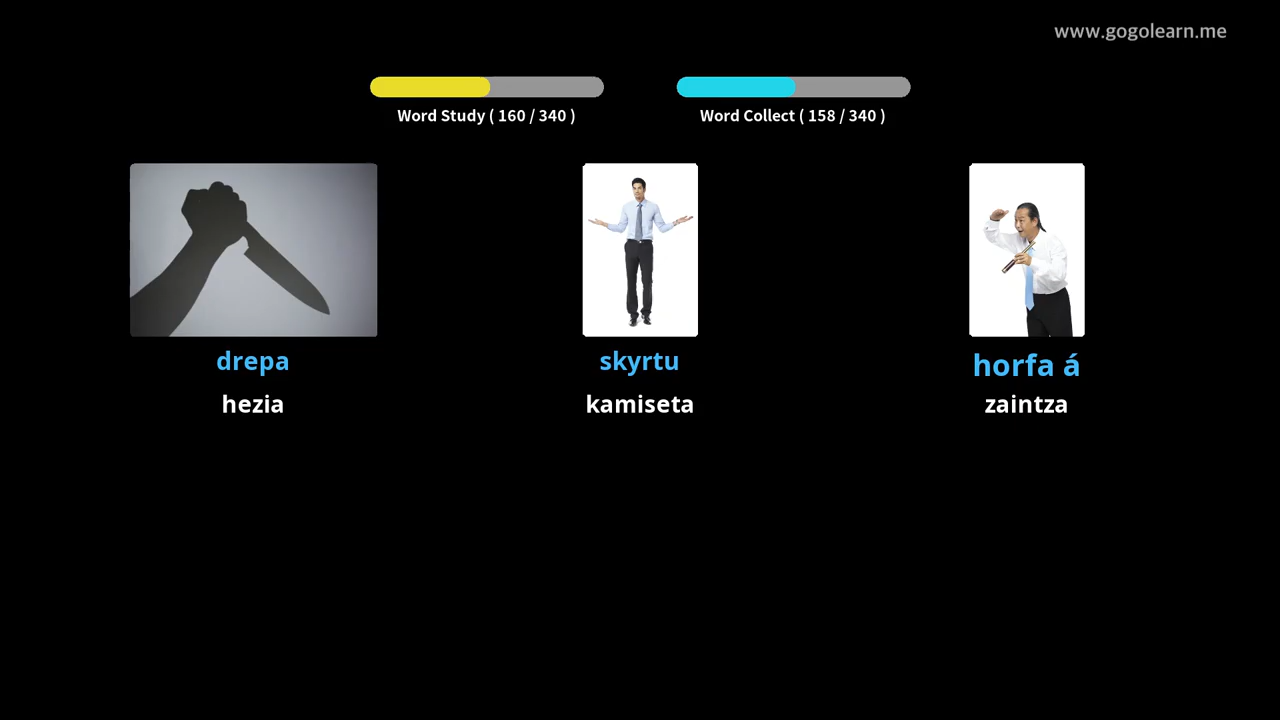 www.gogolearn.me
Word Study ( 160 / 340 )
Word Collect ( 158 / 340 )
drepa
skyrtu
horfa á
hezia
kamiseta
zaintza